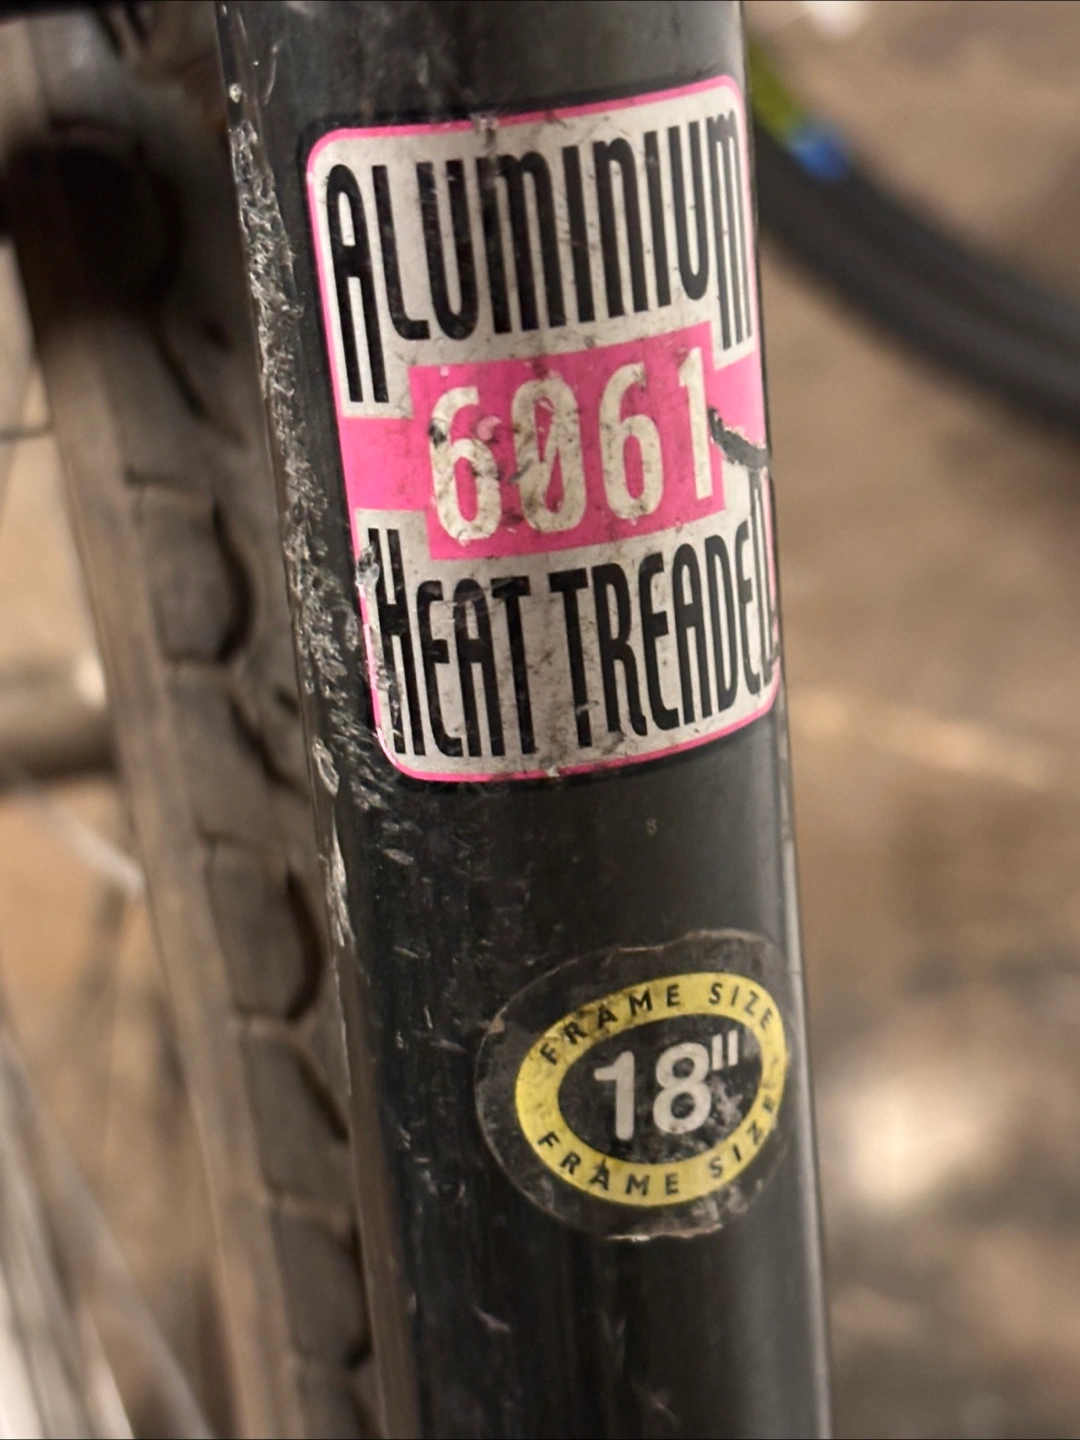 ALUMINIUM
6061
HEAT TREADED
FRAME SIZE
18"
FRAME SIZE